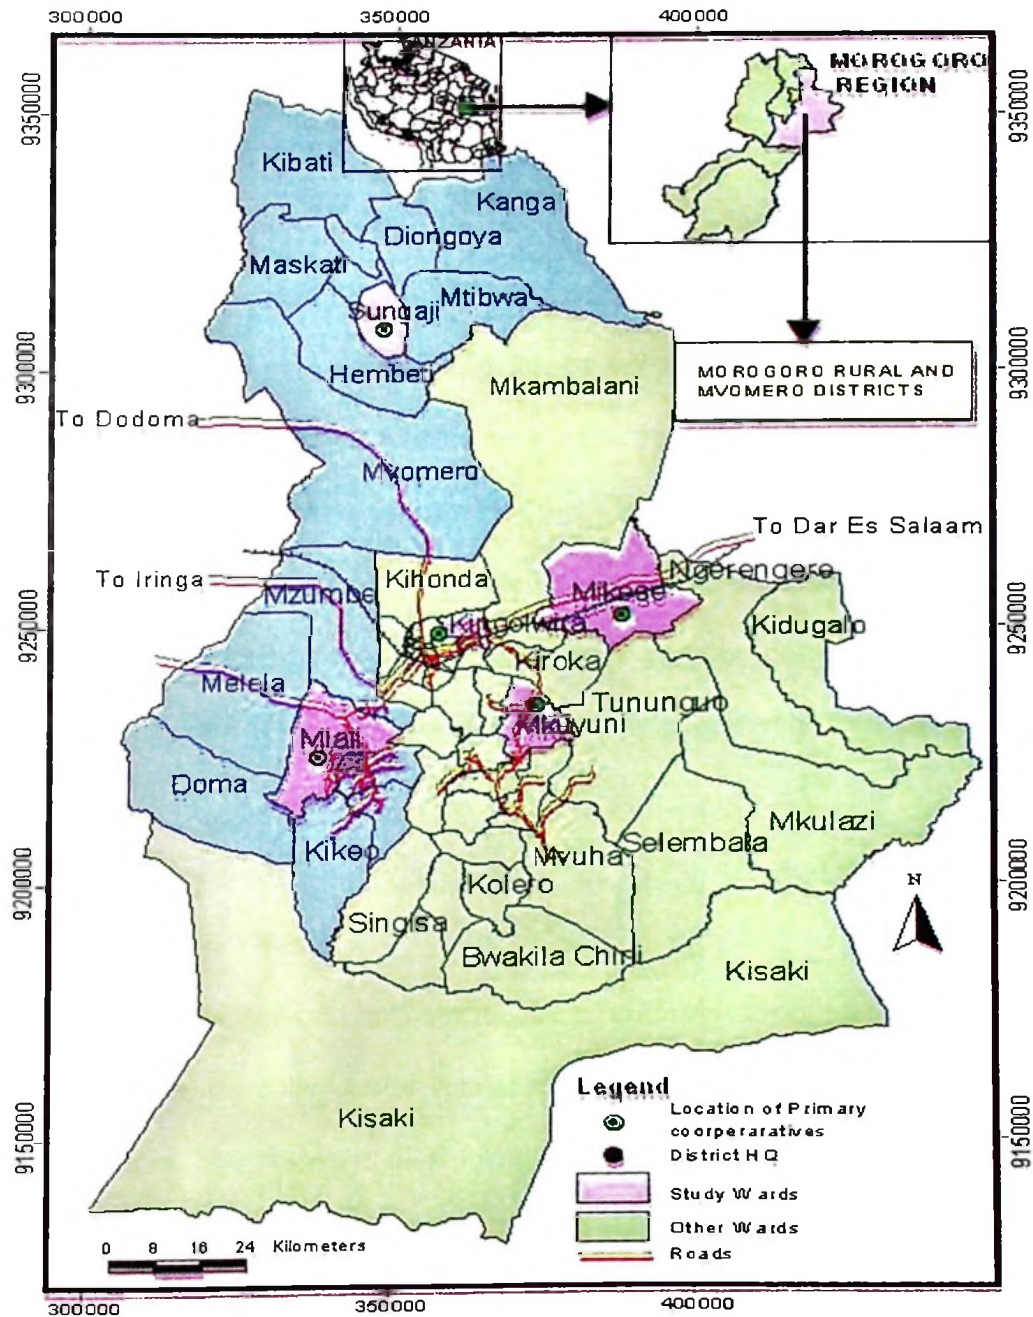 300000 350000 400000
TANZANIA
MOROGORO
REGION
9350000 9350000
Kibati
Kanga
Diongoya
Maskati
Mtibwa
Sungaji
Hembeti
9300000 9300000
Mkambalani
MOROGORO RURAL AND
MVOMERO DISTRICTS
To Dodoma
Mvomero
To Dar Es Salaam
To Iringa
Kihonda
Ngerengere
Mzumbe
Mikese
9250000 9250000
Kingolwira
Kidugalo
Kiroka
Melela
Tununguo
Mkuyuni
Mlali
Doma
Mkulazi
Kikeo
Mvuha
Selembala
9200000 9200000
Kolero
N
Singisa
Bwakila Chini
Kisaki
Kisaki
9150000 9150000
Legend
Location of Primary
coorperaratives
District HQ
Study Wards
Other Wards
Roads
0 8 16 24 Kilometers
300000 350000 400000